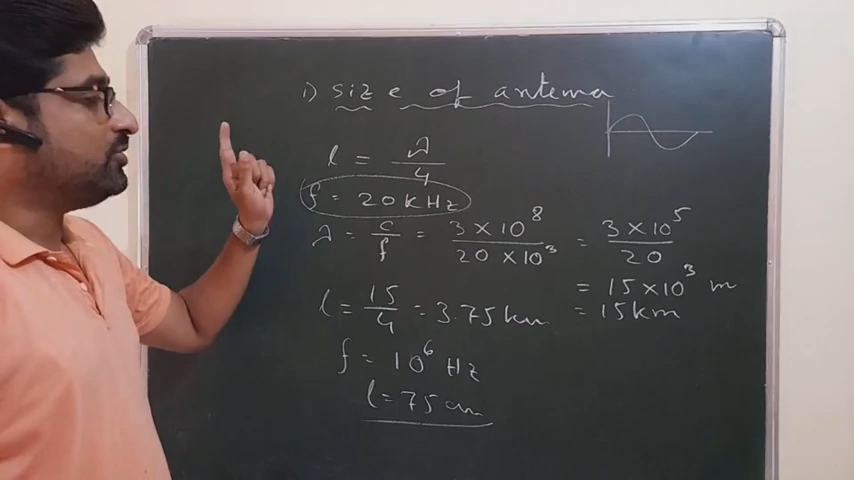 i) size of antenna
l = λ/4
f = 20 KHz
λ = c/f = 3 × 10⁸ / 20 × 10³ = 3 × 10⁵ / 20
= 15 × 10³ m
= 15 km
l = 15/4 = 3.75 km
f = 10⁶ Hz
l = 75 cm